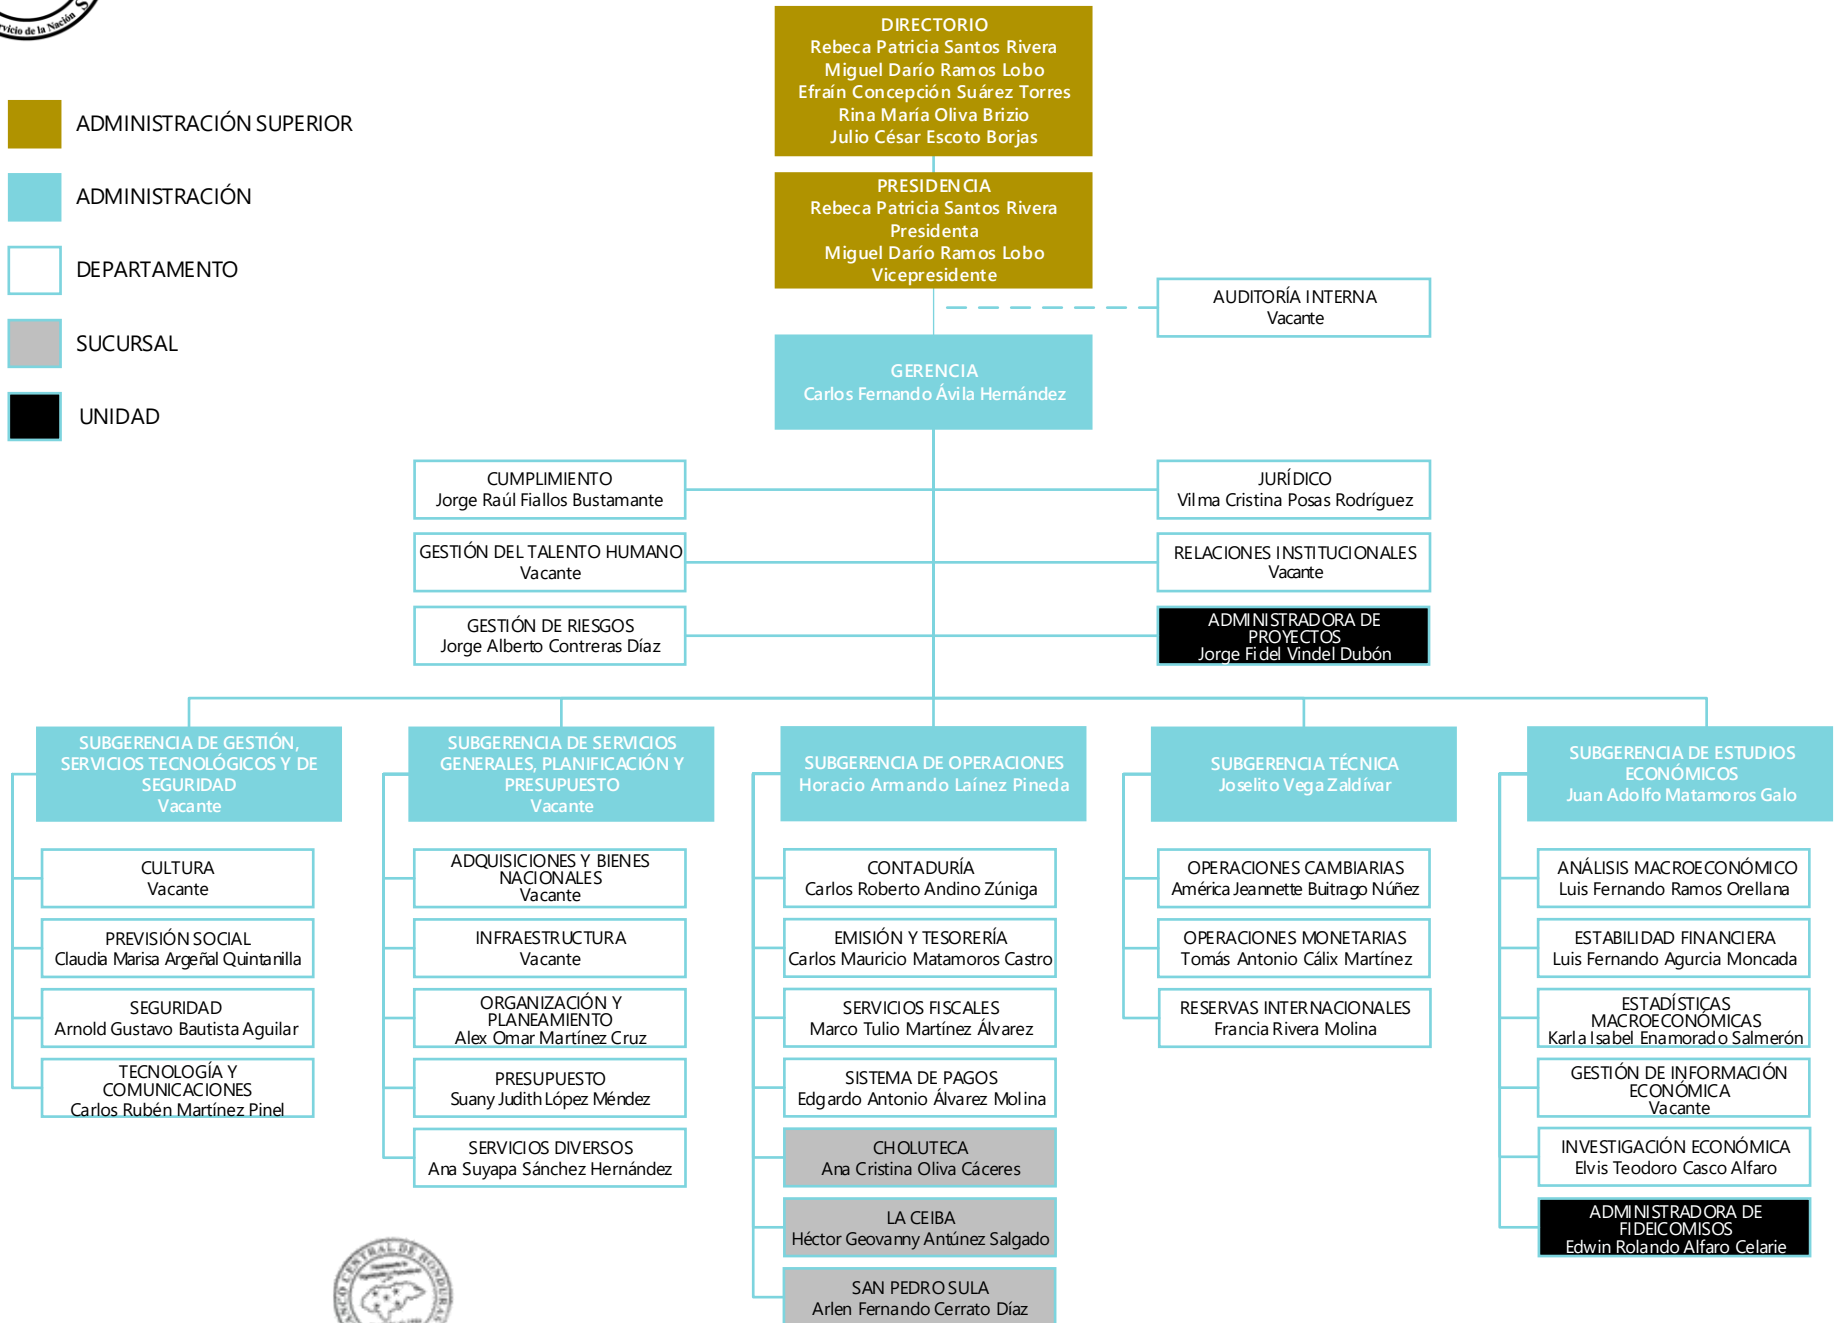 Servicio de la Nación
ADMINISTRACIÓN SUPERIOR
ADMINISTRACIÓN
DEPARTAMENTO
SUCURSAL
UNIDAD
DIRECTORIO
Rebeca Patricia Santos Rivera
Miguel Darío Ramos Lobo
Efraín Concepción Suárez Torres
Rina María Oliva Brizio
Julio César Escoto Borjas
PRESIDENCIA
Rebeca Patricia Santos Rivera
Presidenta
Miguel Darío Ramos Lobo
Vicepresidente
AUDITORÍA INTERNA
Vacante
GERENCIA
Carlos Fernando Ávila Hernández
CUMPLIMIENTO
Jorge Raúl Fiallos Bustamante
JURÍDICO
Vilma Cristina Posas Rodríguez
GESTIÓN DEL TALENTO HUMANO
Vacante
RELACIONES INSTITUCIONALES
Vacante
GESTIÓN DE RIESGOS
Jorge Alberto Contreras Díaz
ADMINISTRADORA DE
PROYECTOS
Jorge Fidel Vindel Dubón
SUBGERENCIA DE GESTIÓN,
SERVICIOS TECNOLÓGICOS Y DE
SEGURIDAD
Vacante
CULTURA
Vacante
PREVISIÓN SOCIAL
Claudia Marisa Argeñal Quintanilla
SEGURIDAD
Arnold Gustavo Bautista Aguilar
TECNOLOGÍA Y
COMUNICACIONES
Carlos Rubén Martínez Pinel
SUBGERENCIA DE SERVICIOS
GENERALES, PLANIFICACIÓN Y
PRESUPUESTO
Vacante
ADQUISICIONES Y BIENES
NACIONALES
Vacante
INFRAESTRUCTURA
Vacante
ORGANIZACIÓN Y
PLANEAMIENTO
Alex Omar Martínez Cruz
PRESUPUESTO
Suany Judith López Méndez
SERVICIOS DIVERSOS
Ana Suyapa Sánchez Hernández
SUBGERENCIA DE OPERACIONES
Horacio Armando Laínez Pineda
CONTADURÍA
Carlos Roberto Andino Zúniga
EMISIÓN Y TESORERÍA
Carlos Mauricio Matamoros Castro
SERVICIOS FISCALES
Marco Tulio Martínez Álvarez
SISTEMA DE PAGOS
Edgardo Antonio Álvarez Molina
CHOLUTECA
Ana Cristina Oliva Cáceres
LA CEIBA
Héctor Geovanny Antúnez Salgado
SAN PEDRO SULA
Arlen Fernando Cerrato Díaz
SUBGERENCIA TÉCNICA
Joselito Vega Zaldívar
OPERACIONES CAMBIARIAS
América Jeannette Buitrago Núñez
OPERACIONES MONETARIAS
Tomás Antonio Cálix Martínez
RESERVAS INTERNACIONALES
Francia Rivera Molina
SUBGERENCIA DE ESTUDIOS
ECONÓMICOS
Juan Adolfo Matamoros Galo
ANÁLISIS MACROECONÓMICO
Luis Fernando Ramos Orellana
ESTABILIDAD FINANCIERA
Luis Fernando Agurcia Moncada
ESTADÍSTICAS
MACROECONÓMICAS
Karla Isabel Enamorado Salmerón
GESTIÓN DE INFORMACIÓN
ECONÓMICA
Vacante
INVESTIGACIÓN ECONÓMICA
Elvis Teodoro Casco Alfaro
ADMINISTRADORA DE
FIDEICOMISOS
Edwin Rolando Alfaro Celarie
BANCO CENTRAL DE HONDURAS